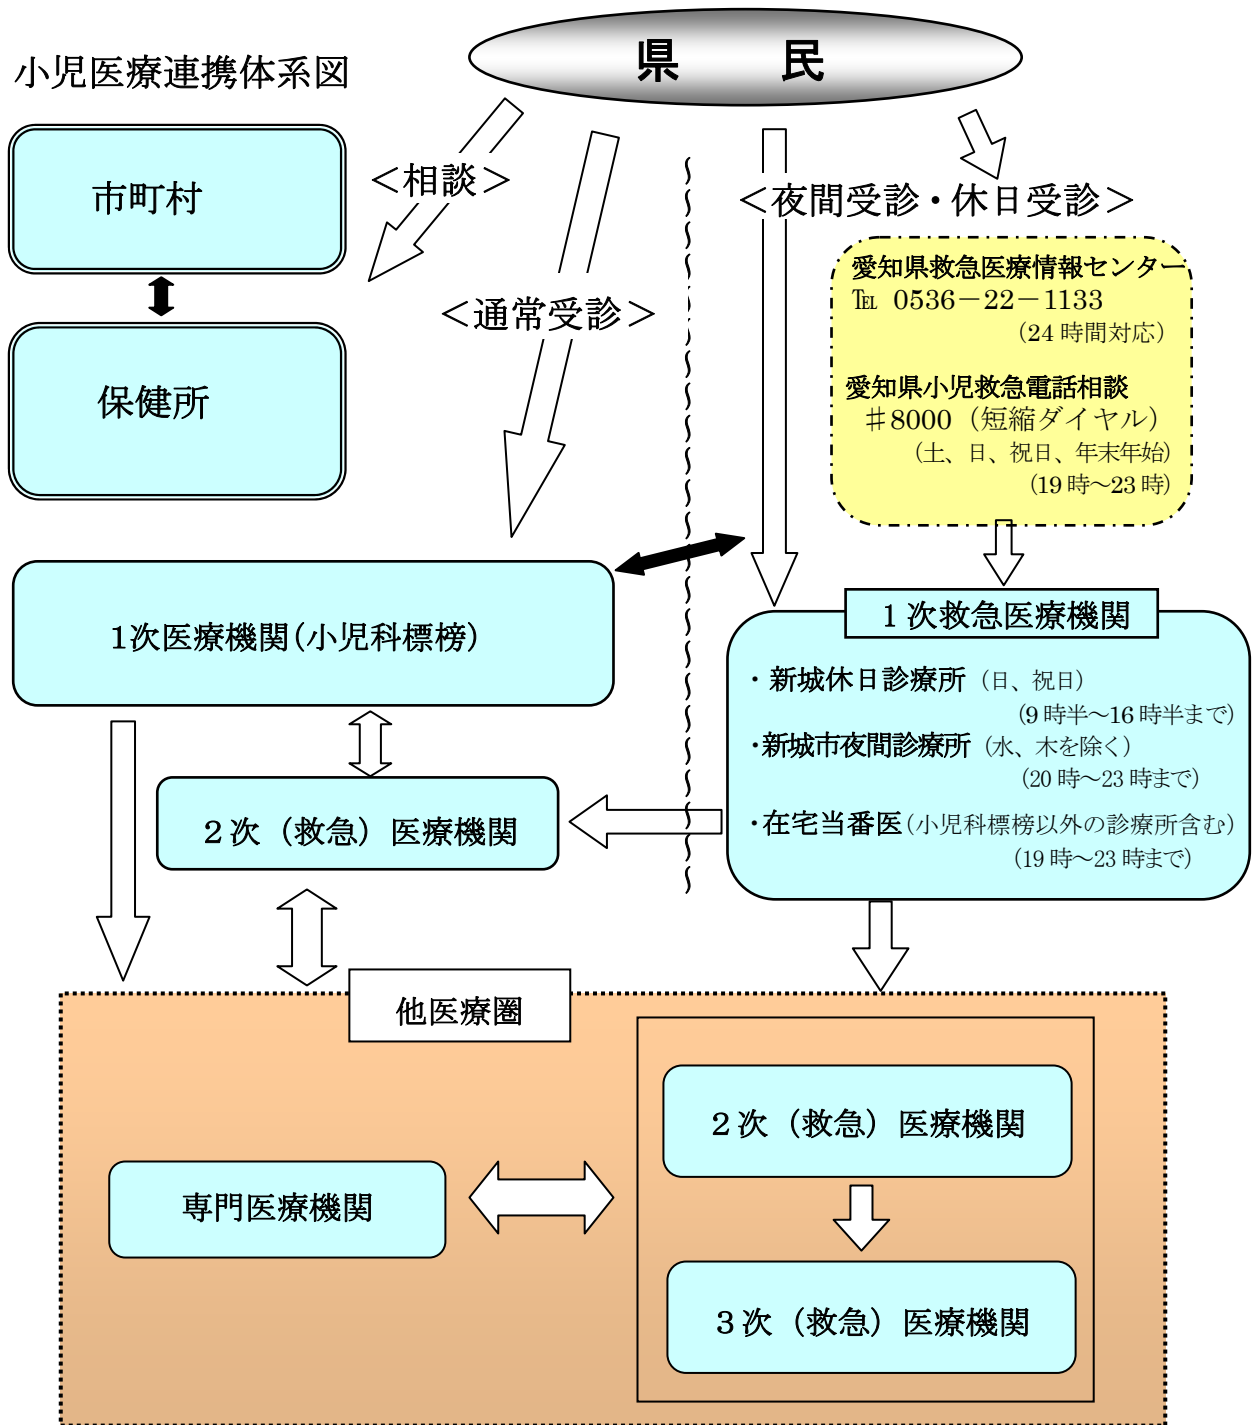 県　民
小児医療連携体系図
市町村
保健所
＜相談＞
＜通常受診＞
＜夜間受診・休日受診＞
愛知県救急医療情報センター
℡ 0536－22－1133
（24時間対応）
愛知県小児救急電話相談
＃8000（短縮ダイヤル）
（土、日、祝日、年末年始）
（19時～23時）
1次医療機関（小児科標榜）
2次（救急）医療機関
1次救急医療機関
・新城休日診療所（日、祝日）
（9時半～16時半まで）
・新城市夜間診療所（水、木を除く）
（20時～23時まで）
・在宅当番医（小児科標榜以外の診療所含む）
（19時～23時まで）
他医療圏
専門医療機関
2次（救急）医療機関
3次（救急）医療機関